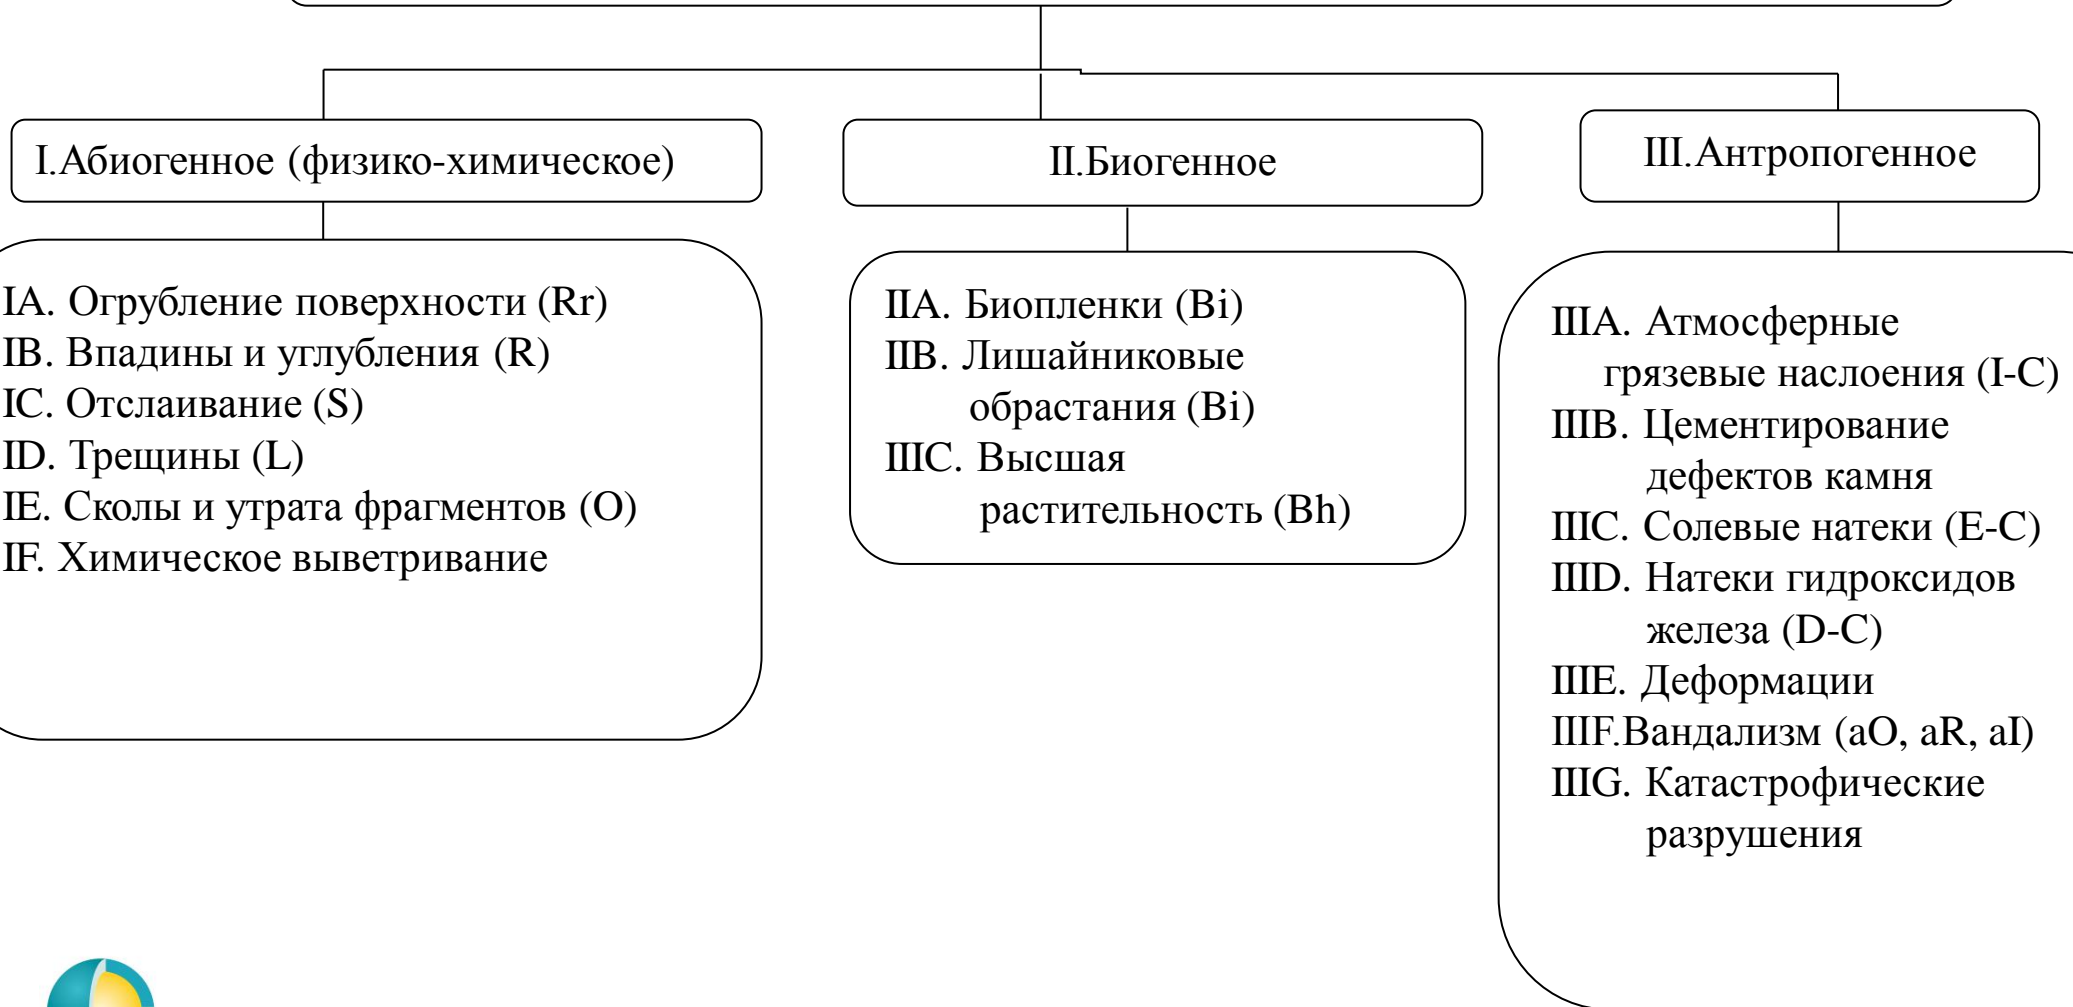 I.Абиогенное (физико-химическое)
IA. Огрубление поверхности (Rr)
IB. Впадины и углубления (R)
IC. Отслаивание (S)
ID. Трещины (L)
IE. Сколы и утрата фрагментов (O)
IF. Химическое выветривание
II.Биогенное
IIA. Биопленки (Bi)
IIB. Лишайниковые
обрастания (Bi)
IIIC. Высшая
растительность (Bh)
III.Антропогенное
IIIA. Атмосферные
грязевые наслоения (I-C)
IIIB. Цементирование
дефектов камня
IIIC. Солевые натеки (E-C)
IIID. Натеки гидроксидов
железа (D-C)
IIIE. Деформации
IIIF.Вандализм (aO, aR, aI)
IIIG. Катастрофические
разрушения